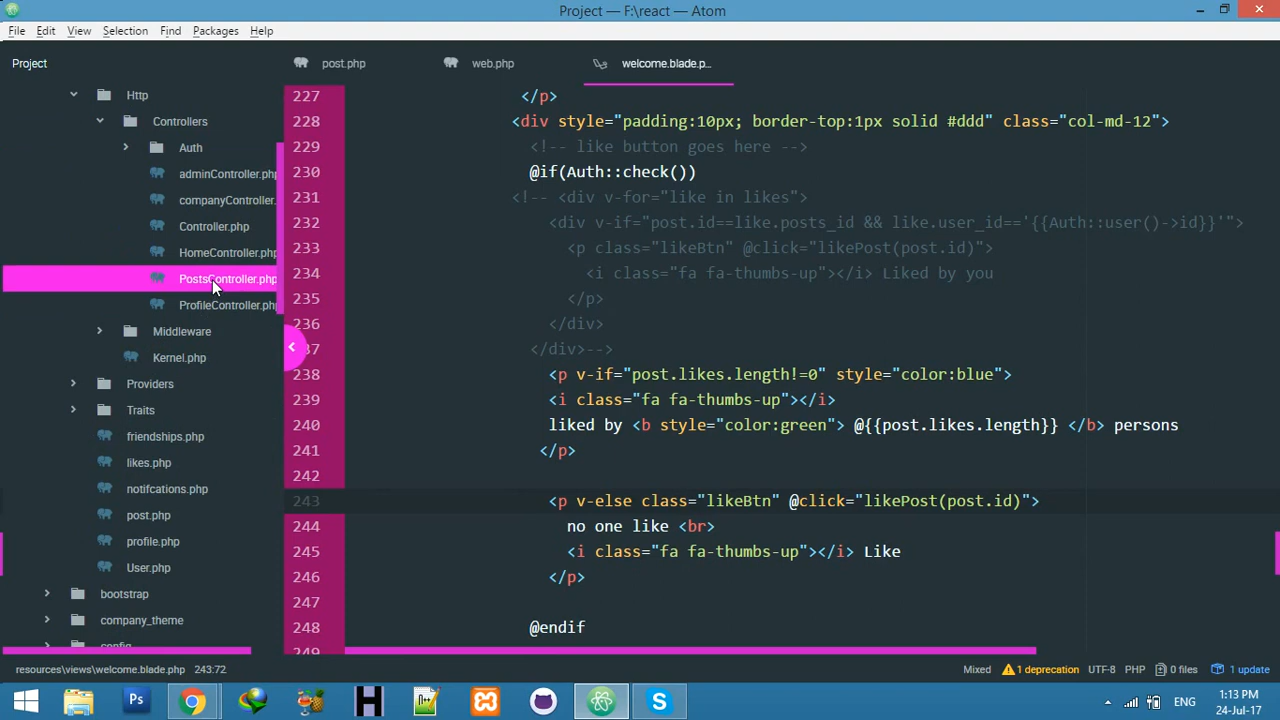 Project — F:\react — Atom
File Edit View Selection Find Packages Help
Project
post.php web.php welcome.blade.p...
Http
Controllers
Auth
adminController.php
companyController.
Controller.php
HomeController.php
PostsController.php
ProfileController.php
Middleware
Kernel.php
Providers
Traits
friendships.php
likes.php
notifcations.php
post.php
profile.php
User.php
bootstrap
company_theme
config
227 </p>
228 <div style="padding:10px; border-top:1px solid #ddd" class="col-md-12">
229 <!-- like button goes here -->
230 @if(Auth::check())
231 <!-- <div v-for="like in likes">
232 <div v-if="post.id==like.posts_id && like.user_id=='{{Auth::user()->id}}'">
233 <p class="likeBtn" @click="likePost(post.id)">
234 <i class="fa fa-thumbs-up"></i> Liked by you
235 </p>
236 </div>
237 </div>-->
238 <p v-if="post.likes.length!=0" style="color:blue">
239 <i class="fa fa-thumbs-up"></i>
240 liked by <b style="color:green"> @{{post.likes.length}} </b> persons
241 </p>
242
243 <p v-else class="likeBtn" @click="likePost(post.id)">
244 no one like <br>
245 <i class="fa fa-thumbs-up"></i> Like
246 </p>
247
248 @endif
249
resources\views\welcome.blade.php 243:72 Mixed 1 deprecation UTF-8 PHP 0 files 1 update
Ps ENG 1:13 PM
24-Jul-17